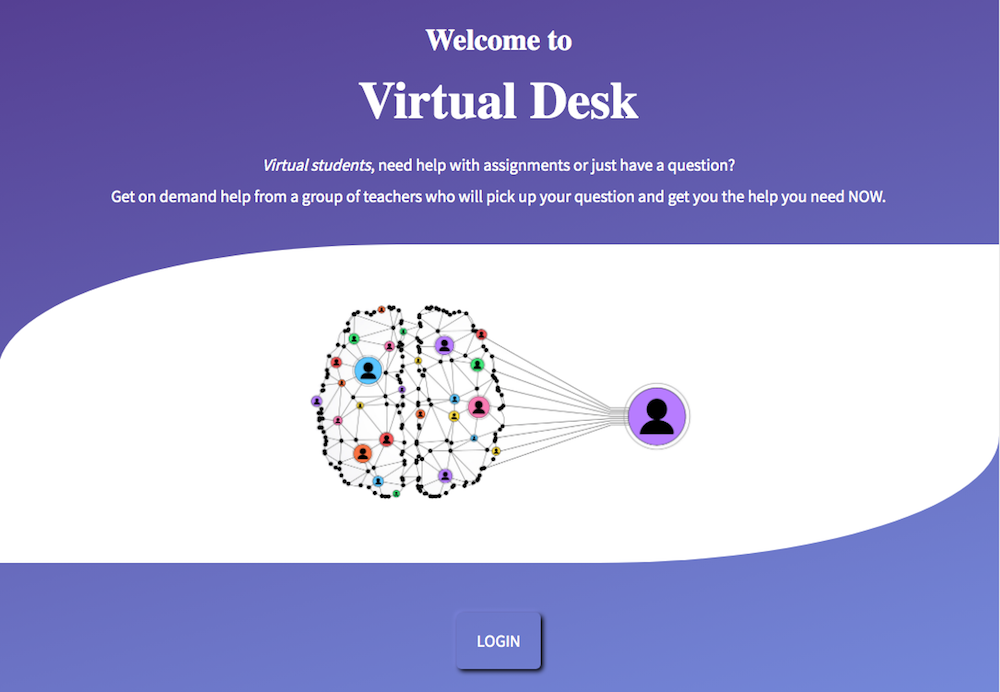 Welcome to
Virtual Desk
Virtual students, need help with assignments or just have a question?
Get on demand help from a group of teachers who will pick up your question and get you the help you need NOW.
LOGIN